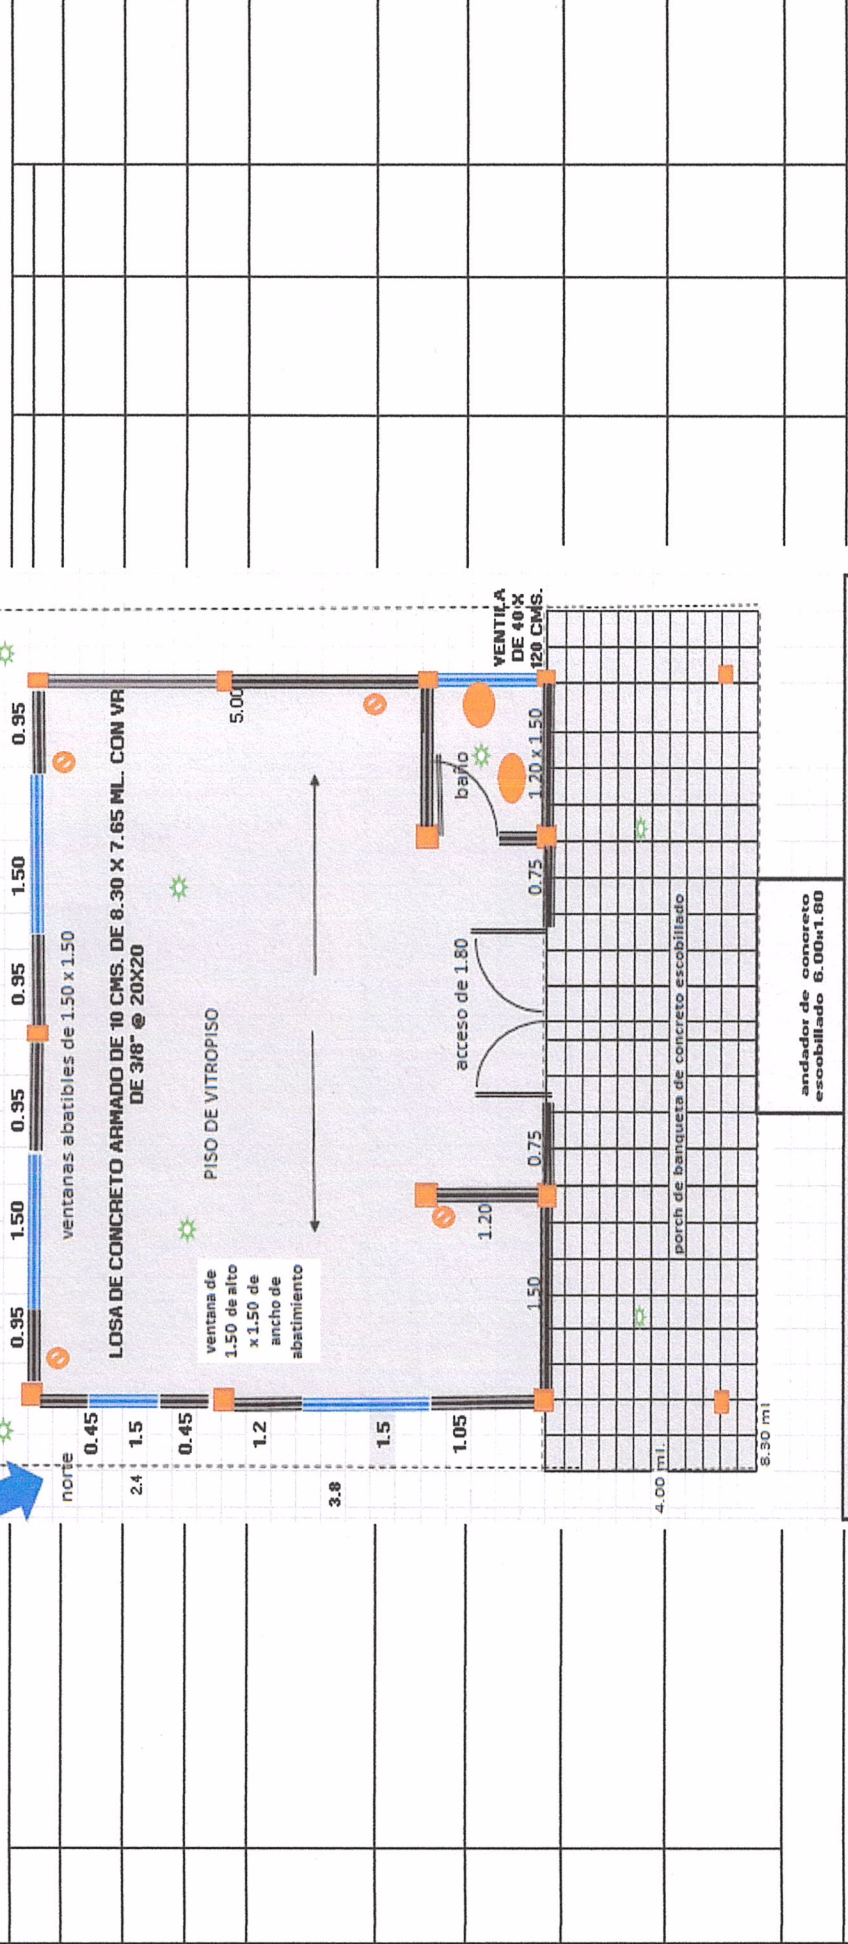 0.95 1.50 0.95 0.95 1.50 0.95
norte
ventanas abatibles de 1.50 x 1.50
0.45
LOSA DE CONCRETO ARMADO DE 10 CMS. DE 8.30 X 7.65 ML. CON VR
DE 3/8" @ 20X20
2.4
1.5
0.45
PISO DE VITROPISO
5.00
ventana de
1.50 de alto
x 1.50 de
ancho de
abatimiento
1.2
3.8
1.5
1.05
acceso de 1.80
baño
1.20
VENTILA
DE 40 X
120 CMS.
1.50 0.75 0.75 1.20 x 1.50
4.00 ml.
porch de banqueta de concreto escobillado
8.30 ml
andador de concreto
escobillado 6.00x1.80